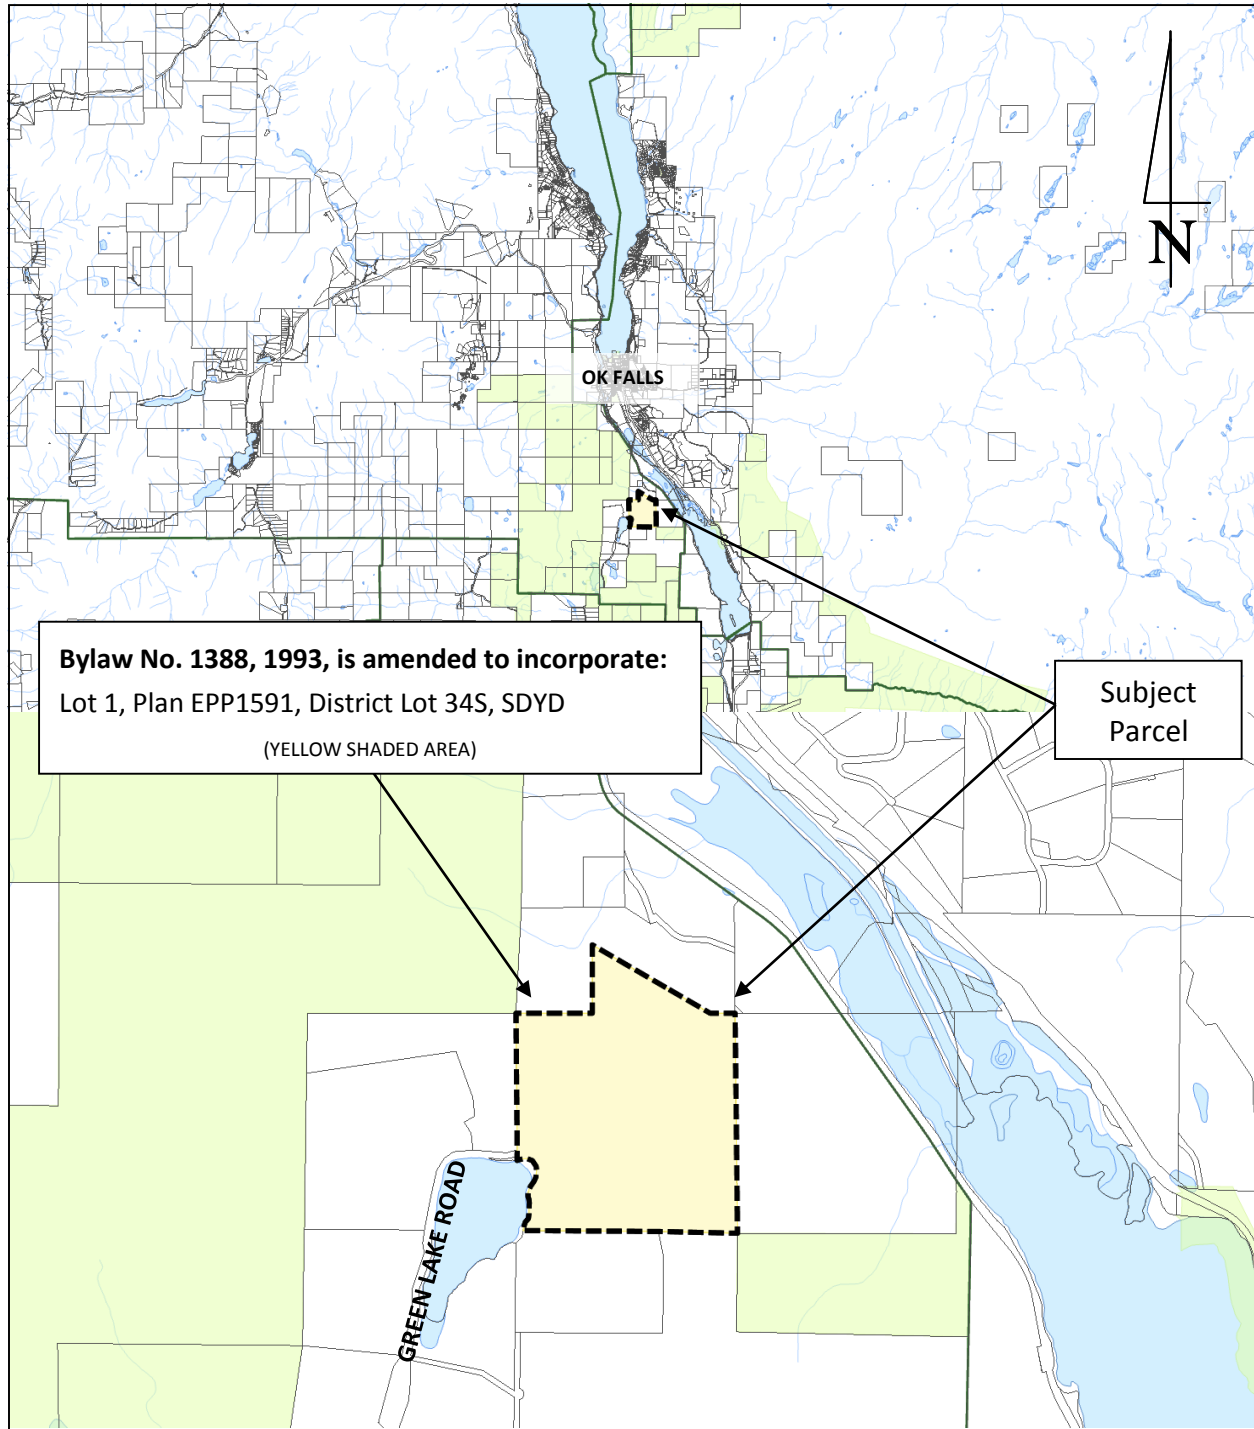 N
OK FALLS
Bylaw No. 1388, 1993, is amended to incorporate:
Lot 1, Plan EPP1591, District Lot 34S, SDYD
(YELLOW SHADED AREA)
Subject
Parcel
GREEN LAKE ROAD